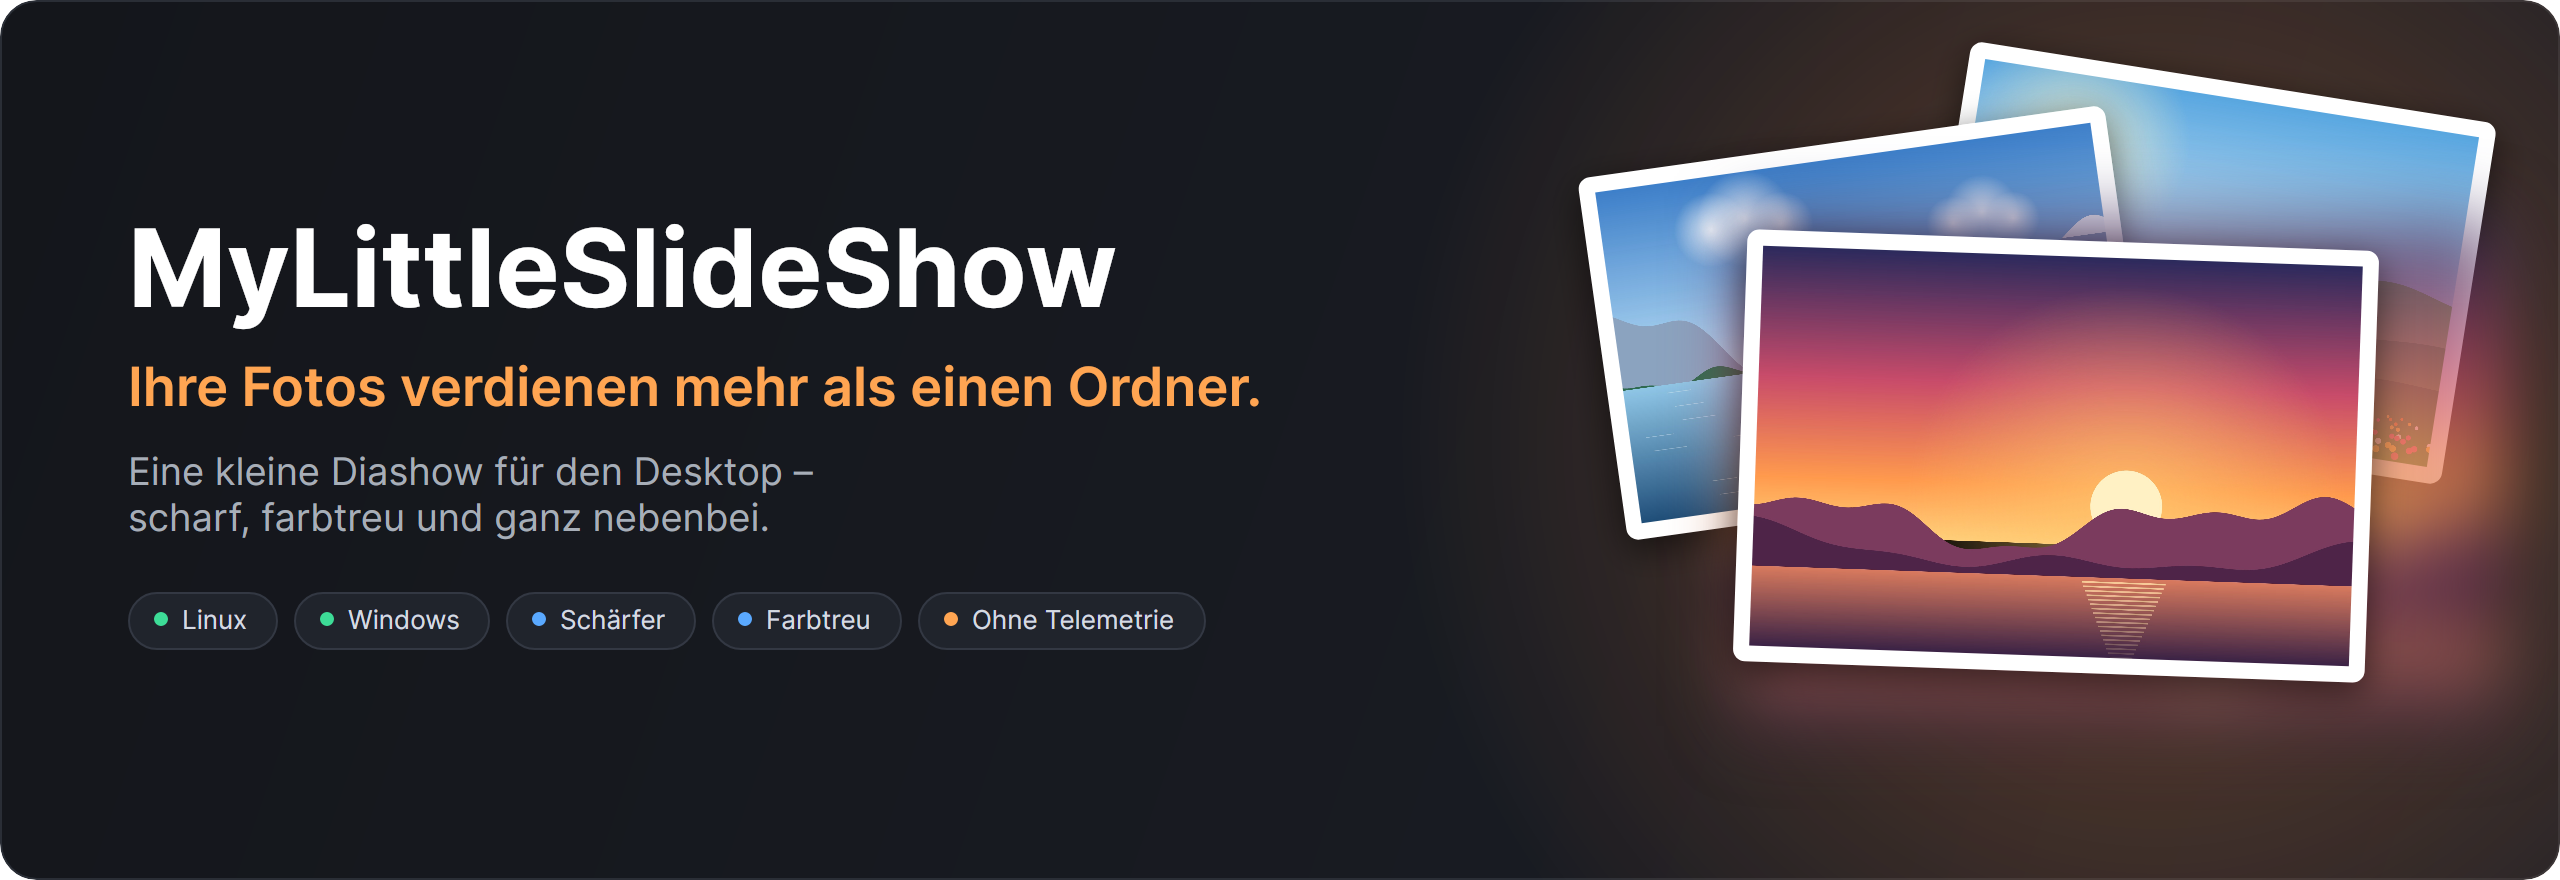 MyLittleSlideShow
Ihre Fotos verdienen mehr als einen Ordner.
Eine kleine Diashow für den Desktop –
scharf, farbtreu und ganz nebenbei.
Linux
Windows
Schärfer
Farbtreu
Ohne Telemetrie